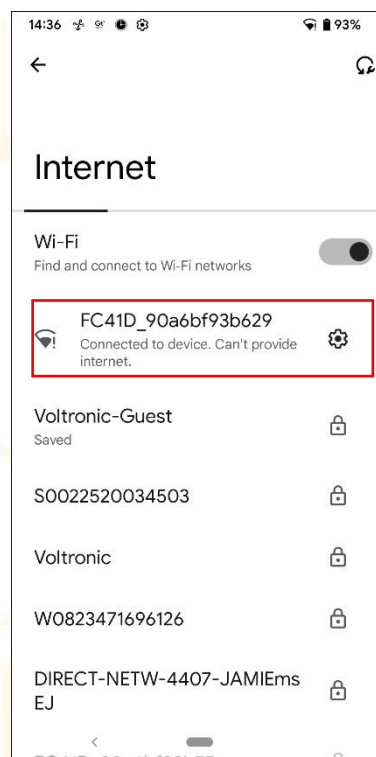 14:36 93%
Internet
Wi-Fi
Find and connect to Wi-Fi networks
FC41D_90a6bf93b629
Connected to device. Can't provide
internet.
Voltronic-Guest
Saved
S0022520034503
Voltronic
W0823471696126
DIRECT-NETW-4407-JAMIEms
EJ